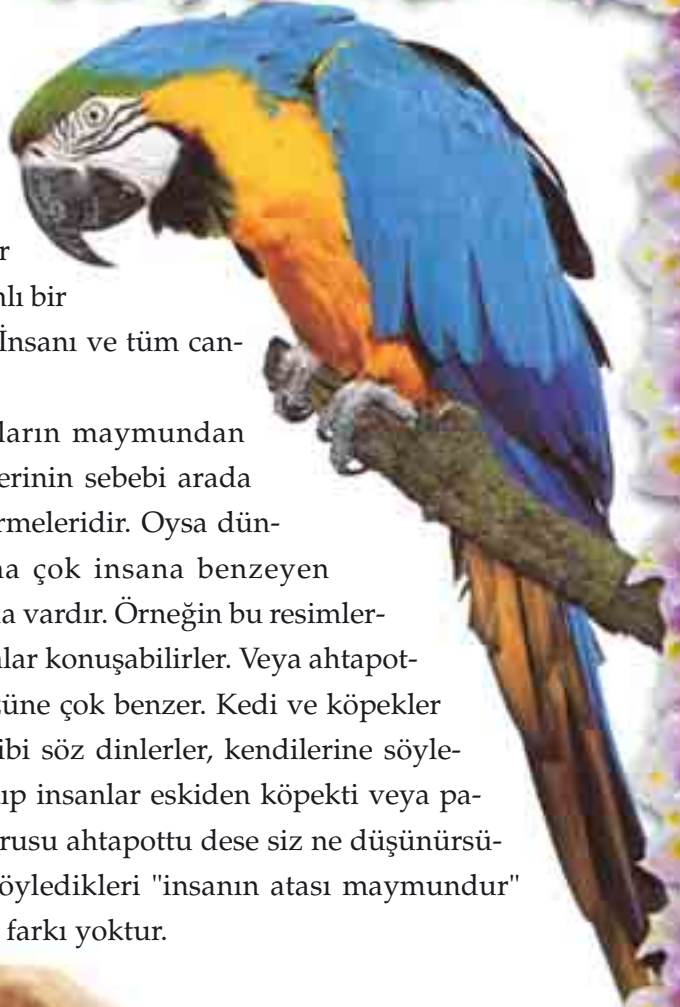 r
lı bir
İnsanı ve tüm can-
ların maymundan
erinin sebebi arada
rmeleridir. Oysa dün-
a çok insana benzeyen
a vardır. Örneğin bu resimler-
lar konuşabilirler. Veya ahtapot-
üne çok benzer. Kedi ve köpekler
ibi söz dinlerler, kendilerine söyle-
ıp insanlar eskiden köpekti veya pa-
rusu ahtapottu dese siz ne düşünürsü-
öyledikleri "insanın atası maymundur"
farkı yoktur.